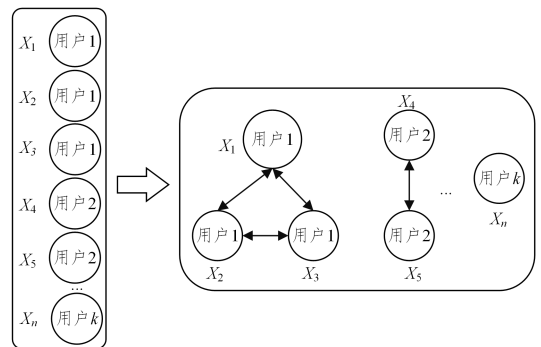 X1 用户1
X2 用户1
X3 用户1
X4 用户2
X5 用户2
...
Xn 用户k
X4
用户2
X1 用户1
用户k
...
Xn
用户1 用户1 用户2
X2 X3 X5